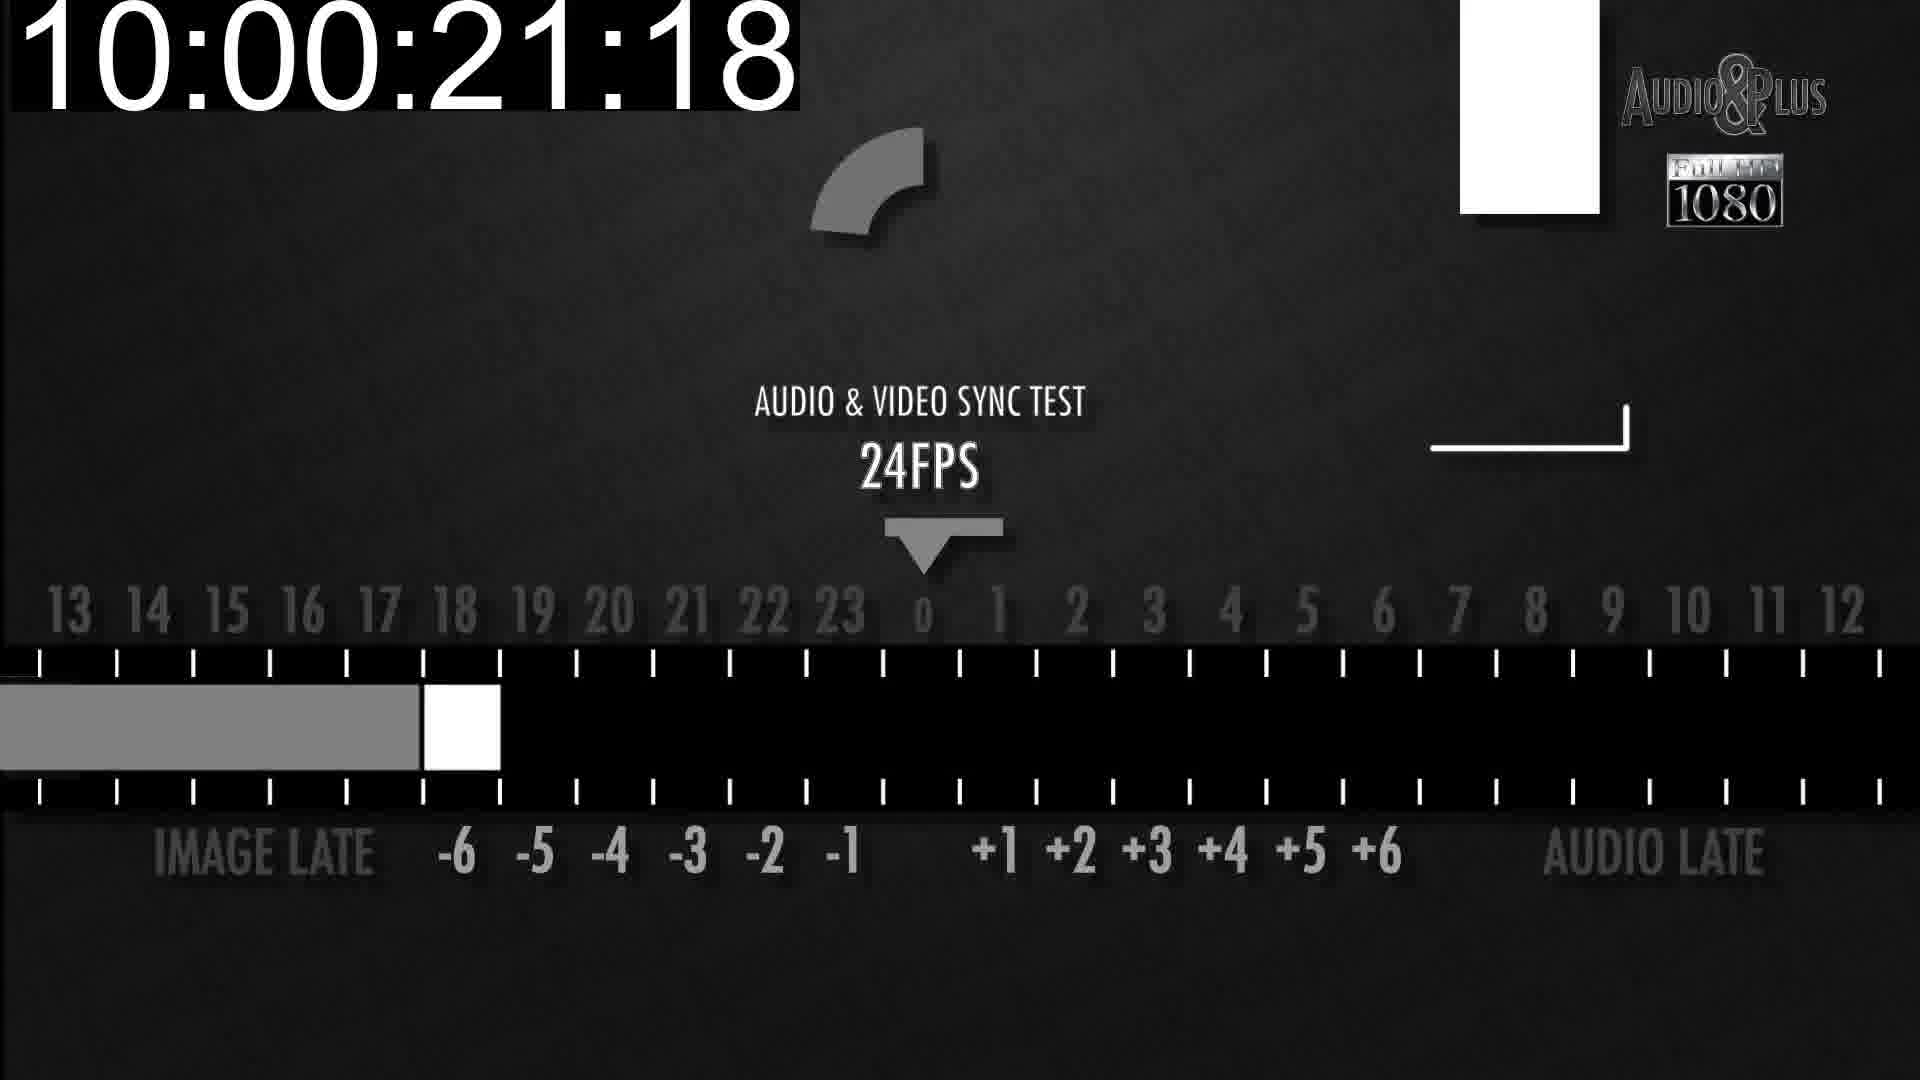 10:00:21:18
AUDIO&PLUS
Full HD
1080
AUDIO & VIDEO SYNC TEST
24FPS
13 14 15 16 17 18 19 20 21 22 23 0 1 2 3 4 5 6 7 8 9 10 11 12
IMAGE LATE -6 -5 -4 -3 -2 -1 +1 +2 +3 +4 +5 +6 AUDIO LATE